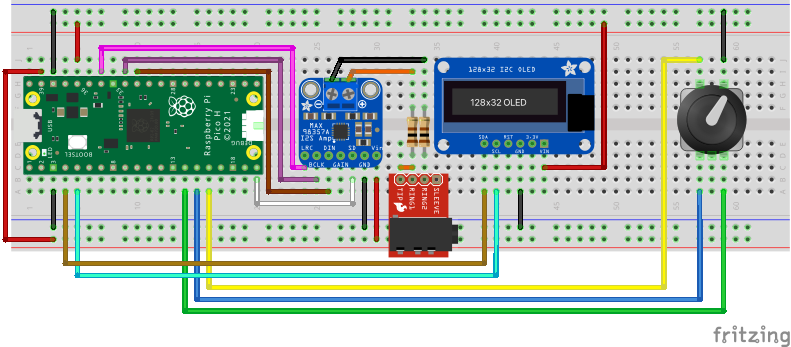 128x32 I2C OLED
128x32 OLED
SDA
SCL
RST
GND
3-3V
VIN
Raspberry Pi
Pico H
©2021
BOOTSEL
USB
LED
DEBUG
MAX
98357A
I2S Amp
LRC
BCLK
DIN
GAIN
SD
GND
Vin
TIP
RING1
RING2
SLEEVE
fritzing